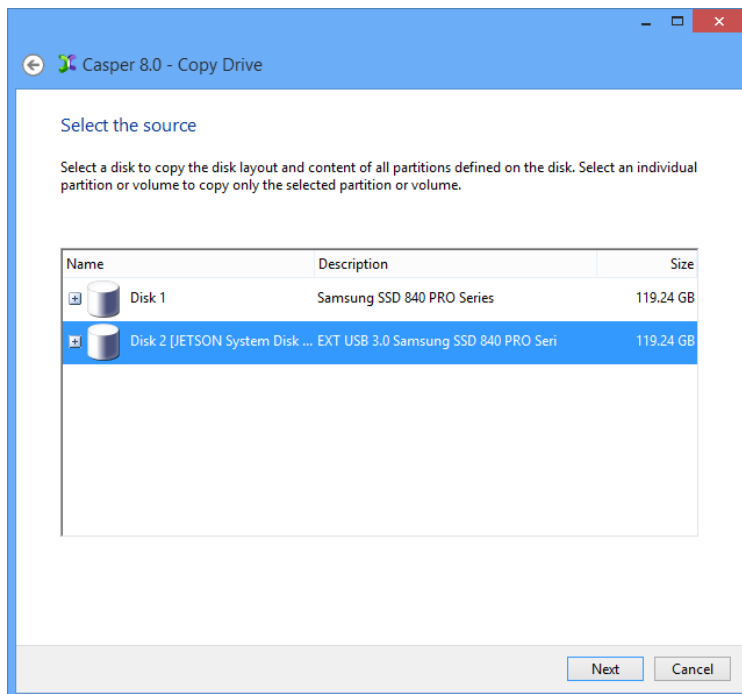 Casper 8.0 - Copy Drive
Select the source
Select a disk to copy the disk layout and content of all partitions defined on the disk. Select an individual
partition or volume to copy only the selected partition or volume.
Name Description Size
Disk 1 Samsung SSD 840 PRO Series 119.24 GB
Disk 2 [JETSON System Disk ... EXT USB 3.0 Samsung SSD 840 PRO Seri 119.24 GB
Next Cancel